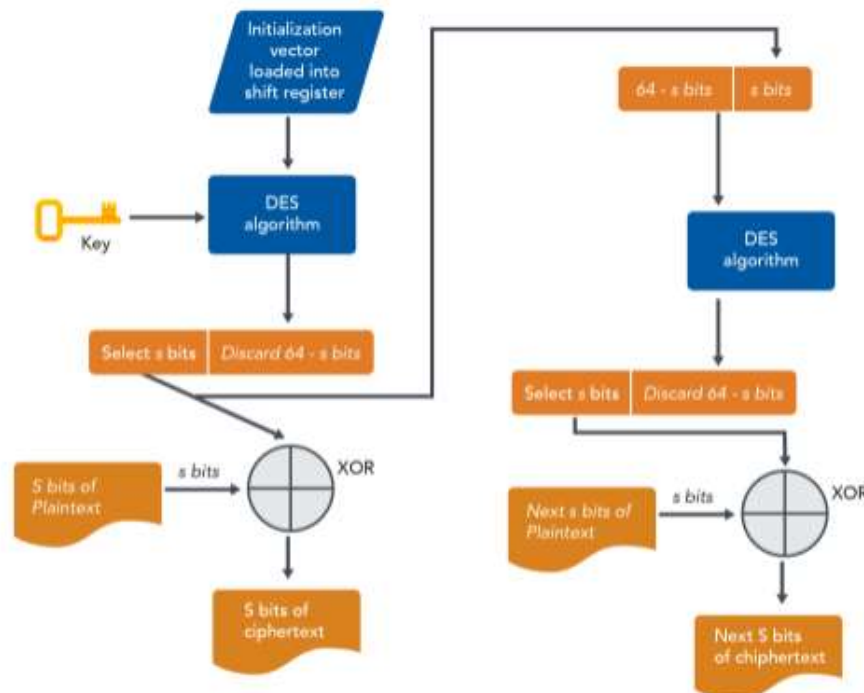 Initialization
vector
loaded into
shift register
Key
DES
algorithm
Select s bits
Discard 64 - s bits
S bits of
Plaintext
s bits
XOR
S bits of
ciphertext
64 - s bits
s bits
DES
algorithm
Select s bits
Discard 64 - s bits
Next s bits of
Plaintext
s bits
XOR
Next S bits
of chiphertext